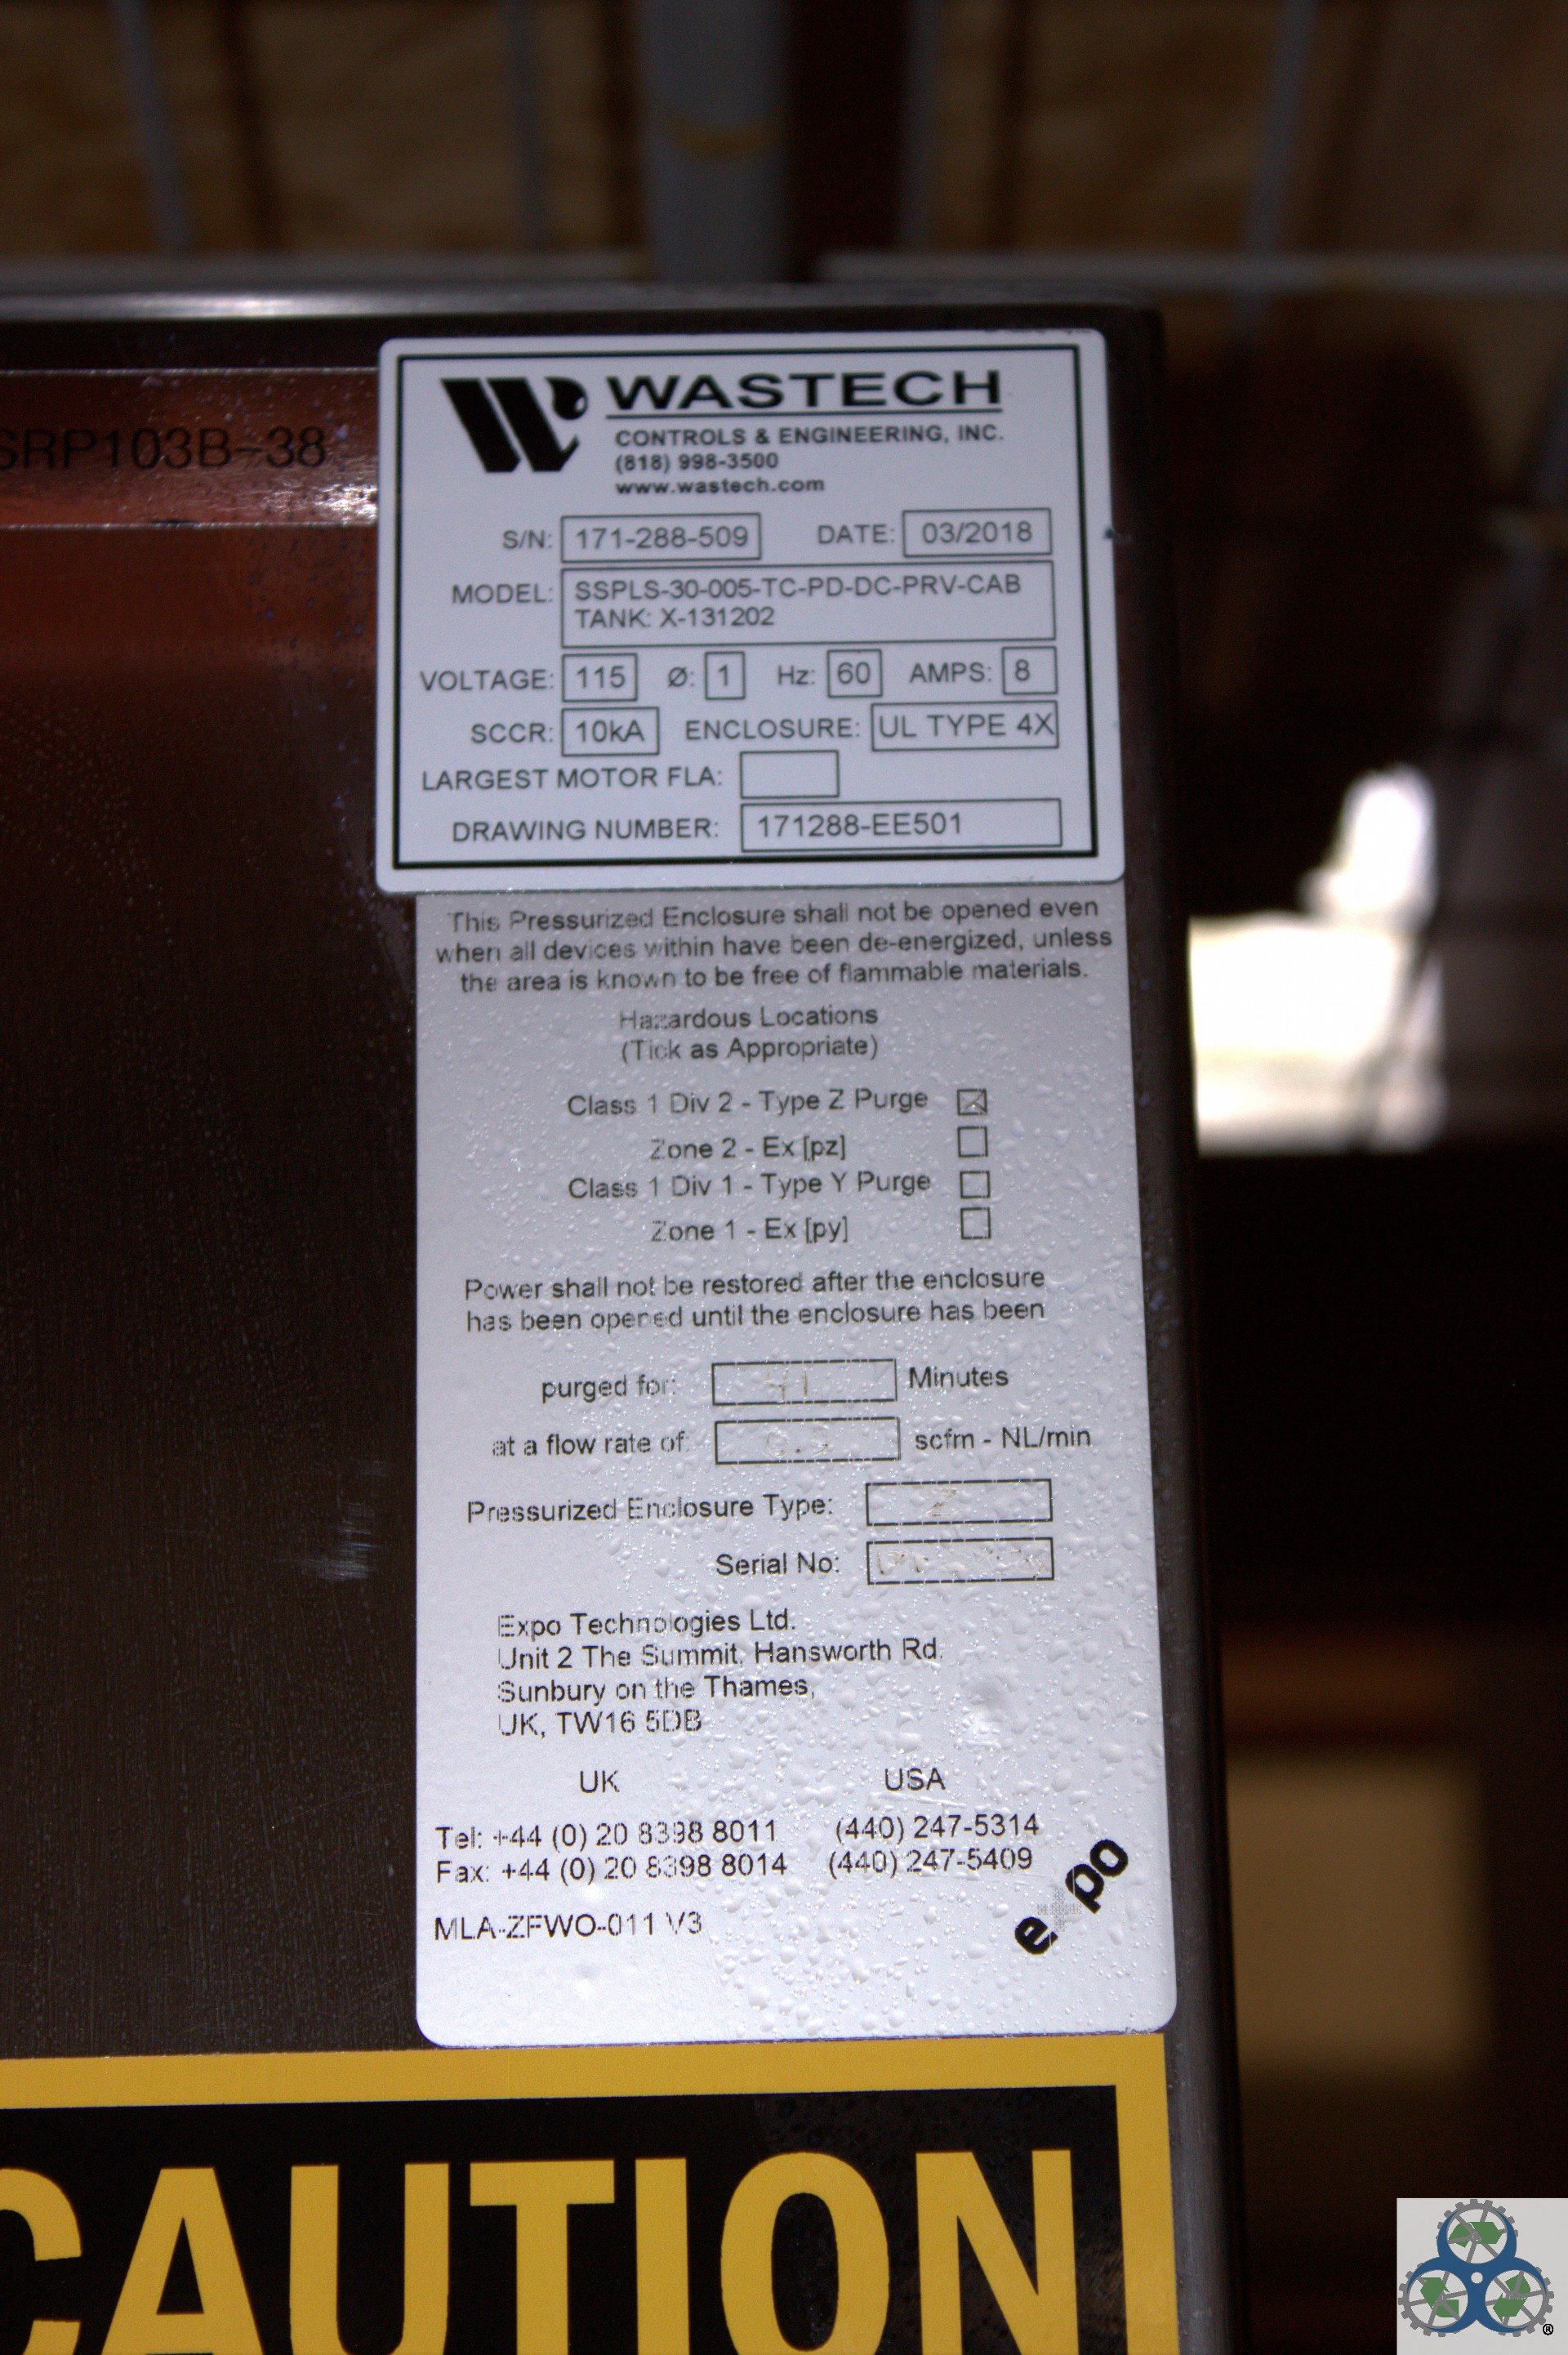 SRP103B-38
WASTECH
CONTROLS & ENGINEERING, INC.
(818) 998-3500
www.wastech.com
S/N: 171-288-509 DATE: 03/2018
MODEL: SSPLS-30-005-TC-PD-DC-PRV-CAB
TANK: X-131202
VOLTAGE: 115 Ø: 1 Hz: 60 AMPS: 8
SCCR: 10kA ENCLOSURE: UL TYPE 4X
LARGEST MOTOR FLA:
DRAWING NUMBER: 171288-EE501
This Pressurized Enclosure shall not be opened even
when all devices within have been de-energized, unless
the area is known to be free of flammable materials.
Hazardous Locations
(Tick as Appropriate)
Class 1 Div 2 - Type Z Purge
Zone 2 - Ex [pz]
Class 1 Div 1 - Type Y Purge
Zone 1 - Ex [py]
Power shall not be restored after the enclosure
has been opened until the enclosure has been
purged for: 41 Minutes
at a flow rate of: scfm - NL/min
Pressurized Enclosure Type: Z
Serial No:
Expo Technologies Ltd.
Unit 2 The Summit, Hansworth Rd.
Sunbury on the Thames,
UK, TW16 5DB
UK USA
Tel: +44 (0) 20 8398 8011 (440) 247-5314
Fax: +44 (0) 20 8398 8014 (440) 247-5409
expo
MLA-ZFWO-011 V3
CAUTION
®